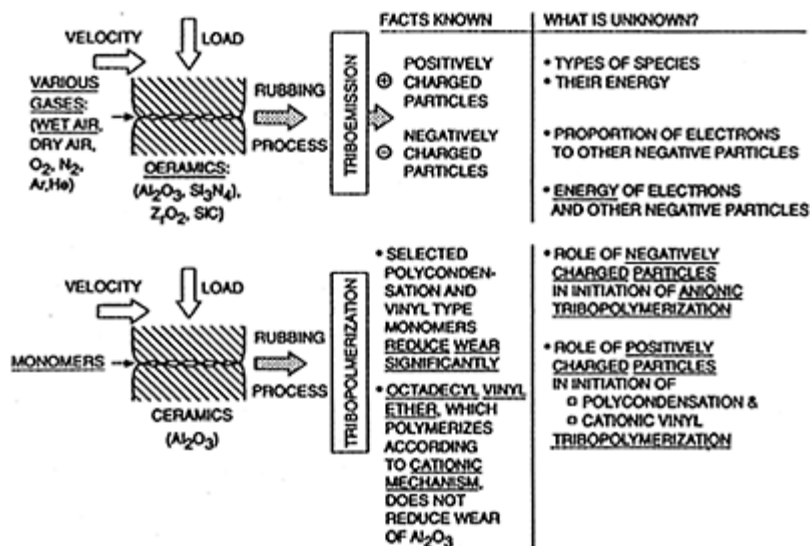 FACTS KNOWN
WHAT IS UNKNOWN?
VELOCITY
LOAD
VARIOUS
GASES:
(WET AIR,
DRY AIR,
O2, N2,
Ar,He)
RUBBING
PROCESS
OERAMICS:
(Al2O3, Si3N4),
ZrO2, SiC)
TRIBOEMISSION
POSITIVELY
⊕ CHARGED
PARTICLES
NEGATIVELY
⊖ CHARGED
PARTICLES
• TYPES OF SPECIES
• THEIR ENERGY
• PROPORTION OF ELECTRONS
TO OTHER NEGATIVE PARTICLES
• ENERGY OF ELECTRONS
AND OTHER NEGATIVE PARTICLES
VELOCITY
LOAD
MONOMERS
RUBBING
PROCESS
CERAMICS
(Al2O3)
TRIBOPOLMERIZATION
• SELECTED
POLYCONDEN-
SATION AND
VINYL TYPE
MONOMERS
REDUCE WEAR
SIGNIFICANTLY
• OCTADECYL VINYL
ETHER, WHICH
POLYMERIZES
ACCORDING
TO CATIONIC
MECHANISM,
DOES NOT
REDUCE WEAR
OF Al2O3
• ROLE OF NEGATIVELY
CHARGED PARTICLES
IN INITIATION OF ANIONIC
TRIBOPOLYMERIZATION
• ROLE OF POSITIVELY
CHARGED PARTICLES
IN INITIATION OF
□ POLYCONDENSATION &
□ CATIONIC VINYL
TRIBOPOLYMERIZATION